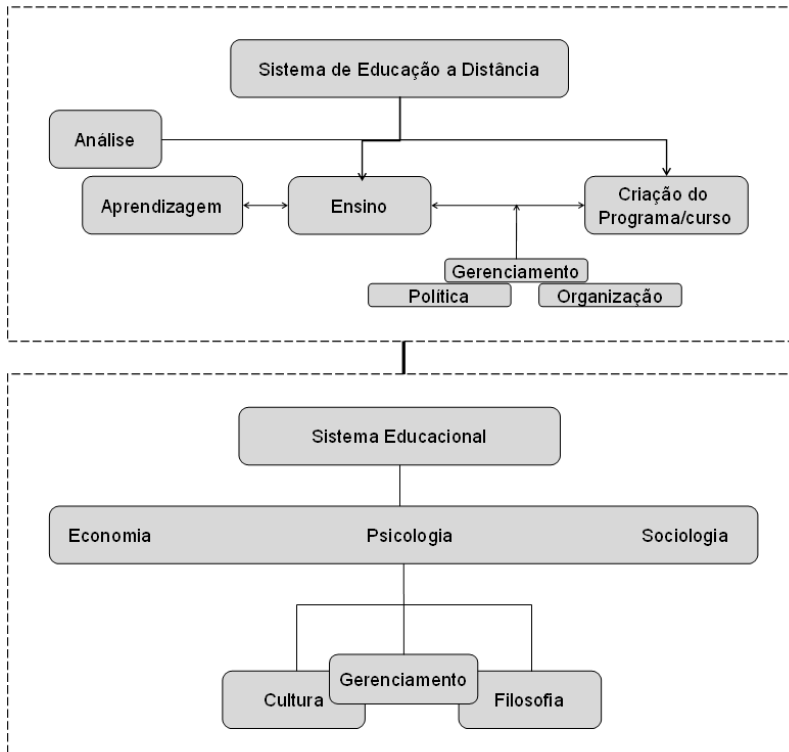 Sistema de Educação a Distância
Análise
Aprendizagem
Ensino
Criação do
Programa/curso
Gerenciamento
Política
Organização
Sistema Educacional
Economia
Psicologia
Sociologia
Gerenciamento
Cultura
Filosofia